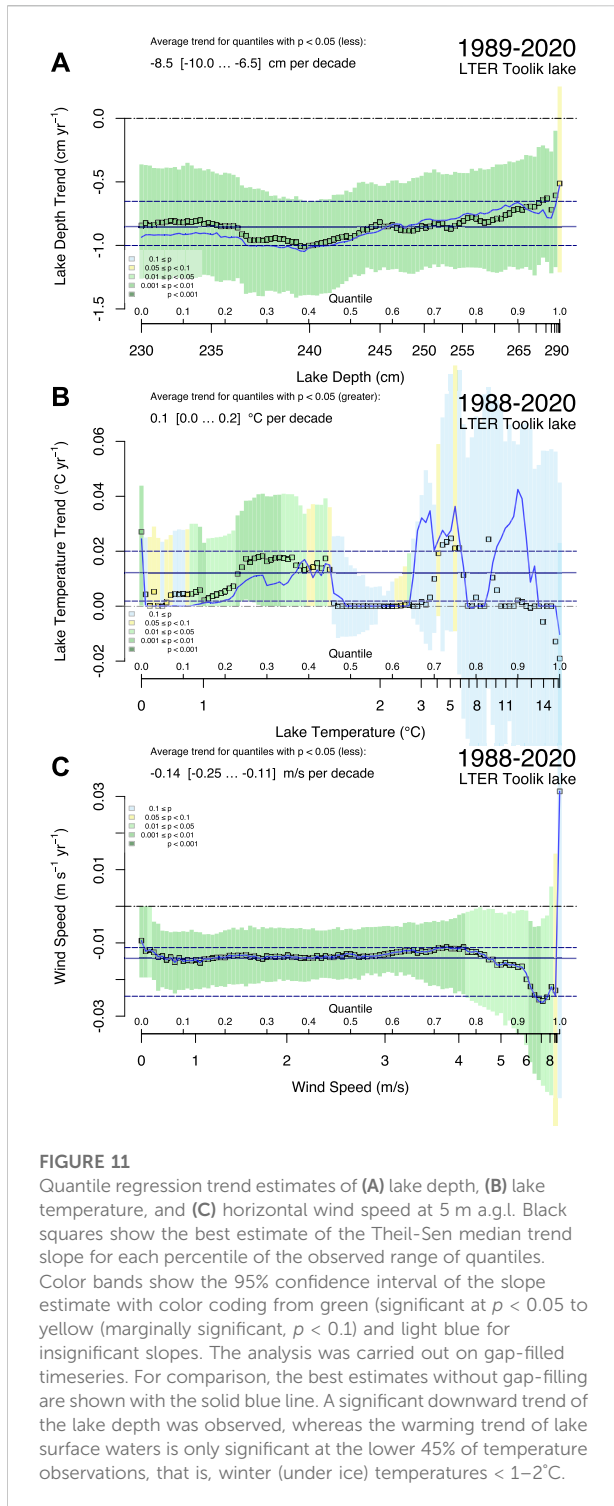 A
Average trend for quantiles with p < 0.05 (less):
-8.5 [-10.0 ... -6.5] cm per decade
1989-2020
LTER Toolik lake
Lake Depth Trend (cm yr⁻¹)
0.0
-0.5
-1.0
-1.5
0.1 ≤ p
0.05 ≤ p < 0.1
0.01 ≤ p < 0.05
0.001 ≤ p < 0.01
p < 0.001
Quantile
0.0 0.1 0.2 0.3 0.4 0.5 0.6 0.7 0.8 0.9 1.0
230 235 240 245 250 255 265 290
Lake Depth (cm)
B
Average trend for quantiles with p < 0.05 (greater):
0.1 [0.0 ... 0.2] °C per decade
1988-2020
LTER Toolik lake
Lake Temperature Trend (°C yr⁻¹)
0.06
0.04
0.02
0.00
-0.02
0.1 ≤ p
0.05 ≤ p < 0.1
0.01 ≤ p < 0.05
0.001 ≤ p < 0.01
p < 0.001
Quantile
0.0 0.1 0.2 0.3 0.4 0.5 0.6 0.7 0.8 0.9 1.0
0 1 2 3 5 8 11 14
Lake Temperature (°C)
C
Average trend for quantiles with p < 0.05 (less):
-0.14 [-0.25 ... -0.11] m/s per decade
1988-2020
LTER Toolik lake
Wind Speed (m s⁻¹ yr⁻¹)
0.03
0.01
-0.01
-0.03
0.1 ≤ p
0.05 ≤ p < 0.1
0.01 ≤ p < 0.05
0.001 ≤ p < 0.01
p < 0.001
Quantile
0.0 0.1 0.2 0.3 0.4 0.5 0.6 0.7 0.8 0.9 1.0
0 1 2 3 4 5 6 8
Wind Speed (m/s)
FIGURE 11
Quantile regression trend estimates of (A) lake depth, (B) lake
temperature, and (C) horizontal wind speed at 5 m a.g.l. Black
squares show the best estimate of the Theil-Sen median trend
slope for each percentile of the observed range of quantiles.
Color bands show the 95% confidence interval of the slope
estimate with color coding from green (significant at p < 0.05 to
yellow (marginally significant, p < 0.1) and light blue for
insignificant slopes. The analysis was carried out on gap-filled
timeseries. For comparison, the best estimates without gap-filling
are shown with the solid blue line. A significant downward trend of
the lake depth was observed, whereas the warming trend of lake
surface waters is only significant at the lower 45% of temperature
observations, that is, winter (under ice) temperatures < 1–2°C.